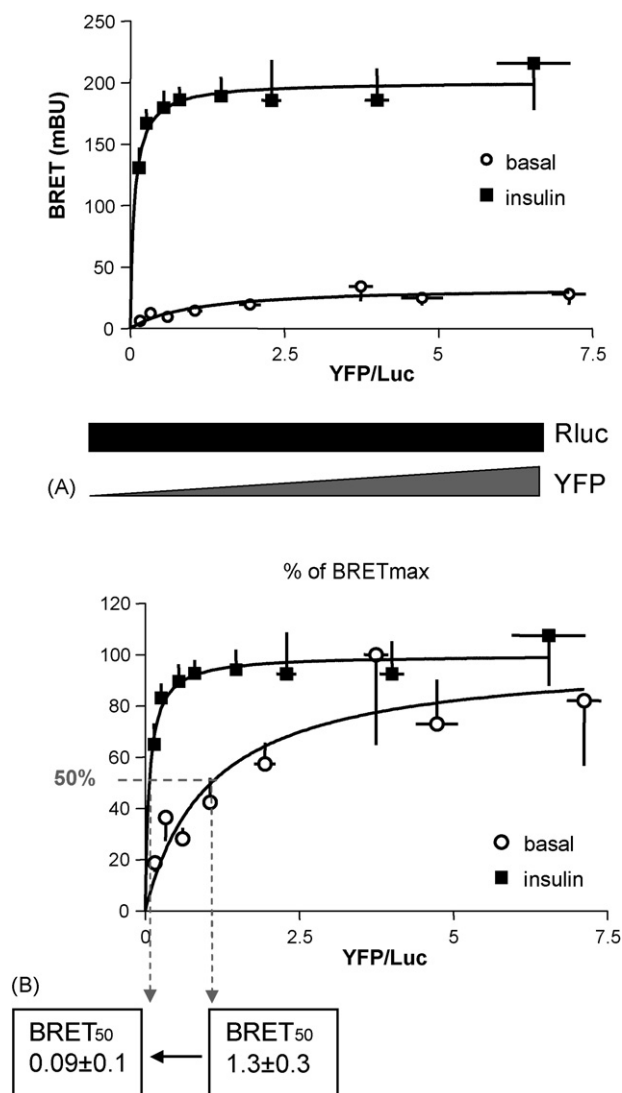 250
200
150
100
50
0
BRET (mBU)
basal
insulin
0
2.5
5
7.5
YFP/Luc
Rluc
(A)
YFP
% of BRETmax
120
100
80
60
50%
40
20
0
basal
insulin
0
2.5
5
7.5
YFP/Luc
(B)
BRET50
0.09±0.1
BRET50
1.3±0.3